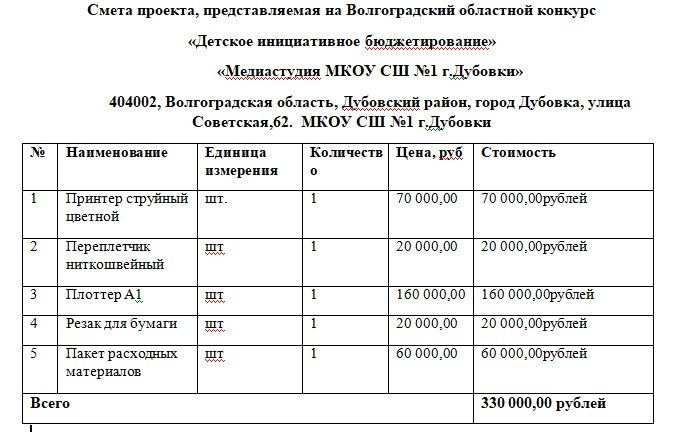 Смета проекта, представляемая на Волгоградский областной конкурс
«Детское инициативное бюджетирование»
«Медиастудия МКОУ СШ №1 г.Дубовки»
404002, Волгоградская область, Дубовский район, город Дубовка, улица
Советская,62. МКОУ СШ №1 г.Дубовки
№ Наименование Единица измерения Количество Цена, руб Стоимость
1 Принтер струйный цветной шт. 1 70 000,00 70 000,00рублей
2 Переплетчик ниткошвейный шт 1 20 000,00 20 000,00рублей
3 Плоттер А1 шт 1 160 000,00 160 000,00рублей
4 Резак для бумаги шт 1 20 000,00 20 000,00рублей
5 Пакет расходных материалов шт 1 60 000,00 60 000,00рублей
Всего 330 000,00 рублей